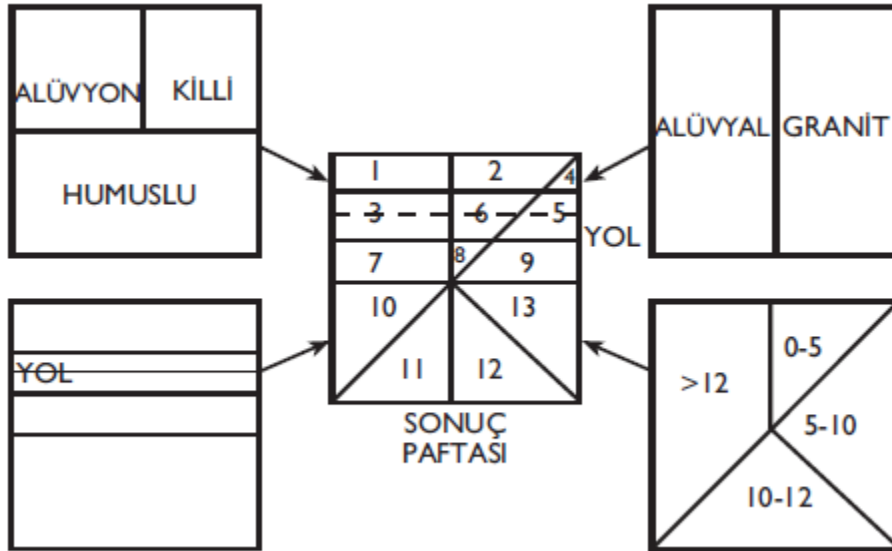 ALÜVYON KİLLİ
HUMUSLU
ALÜVYAL GRANİT
1 2 4
3 6 5 YOL
7 8 9
10 13
11 12
SONUÇ
PAFTASI
YOL
0-5
>12
5-10
10-12